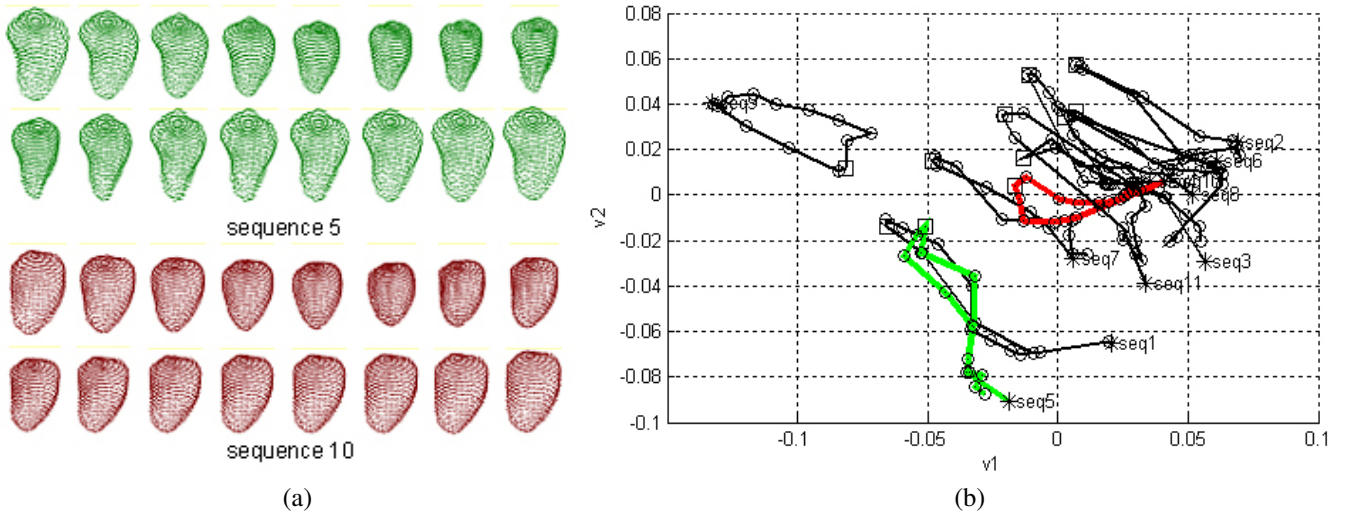 sequence 5
sequence 10
(a)
0.08
0.06
0.04
0.02
0
-0.02
-0.04
-0.06
-0.08
-0.1
v2
seq9
seq2
seq6
seq10
seq8
seq7
seq3
seq11
seq1
seq5
-0.1
-0.05
0
0.05
0.1
v1
(b)